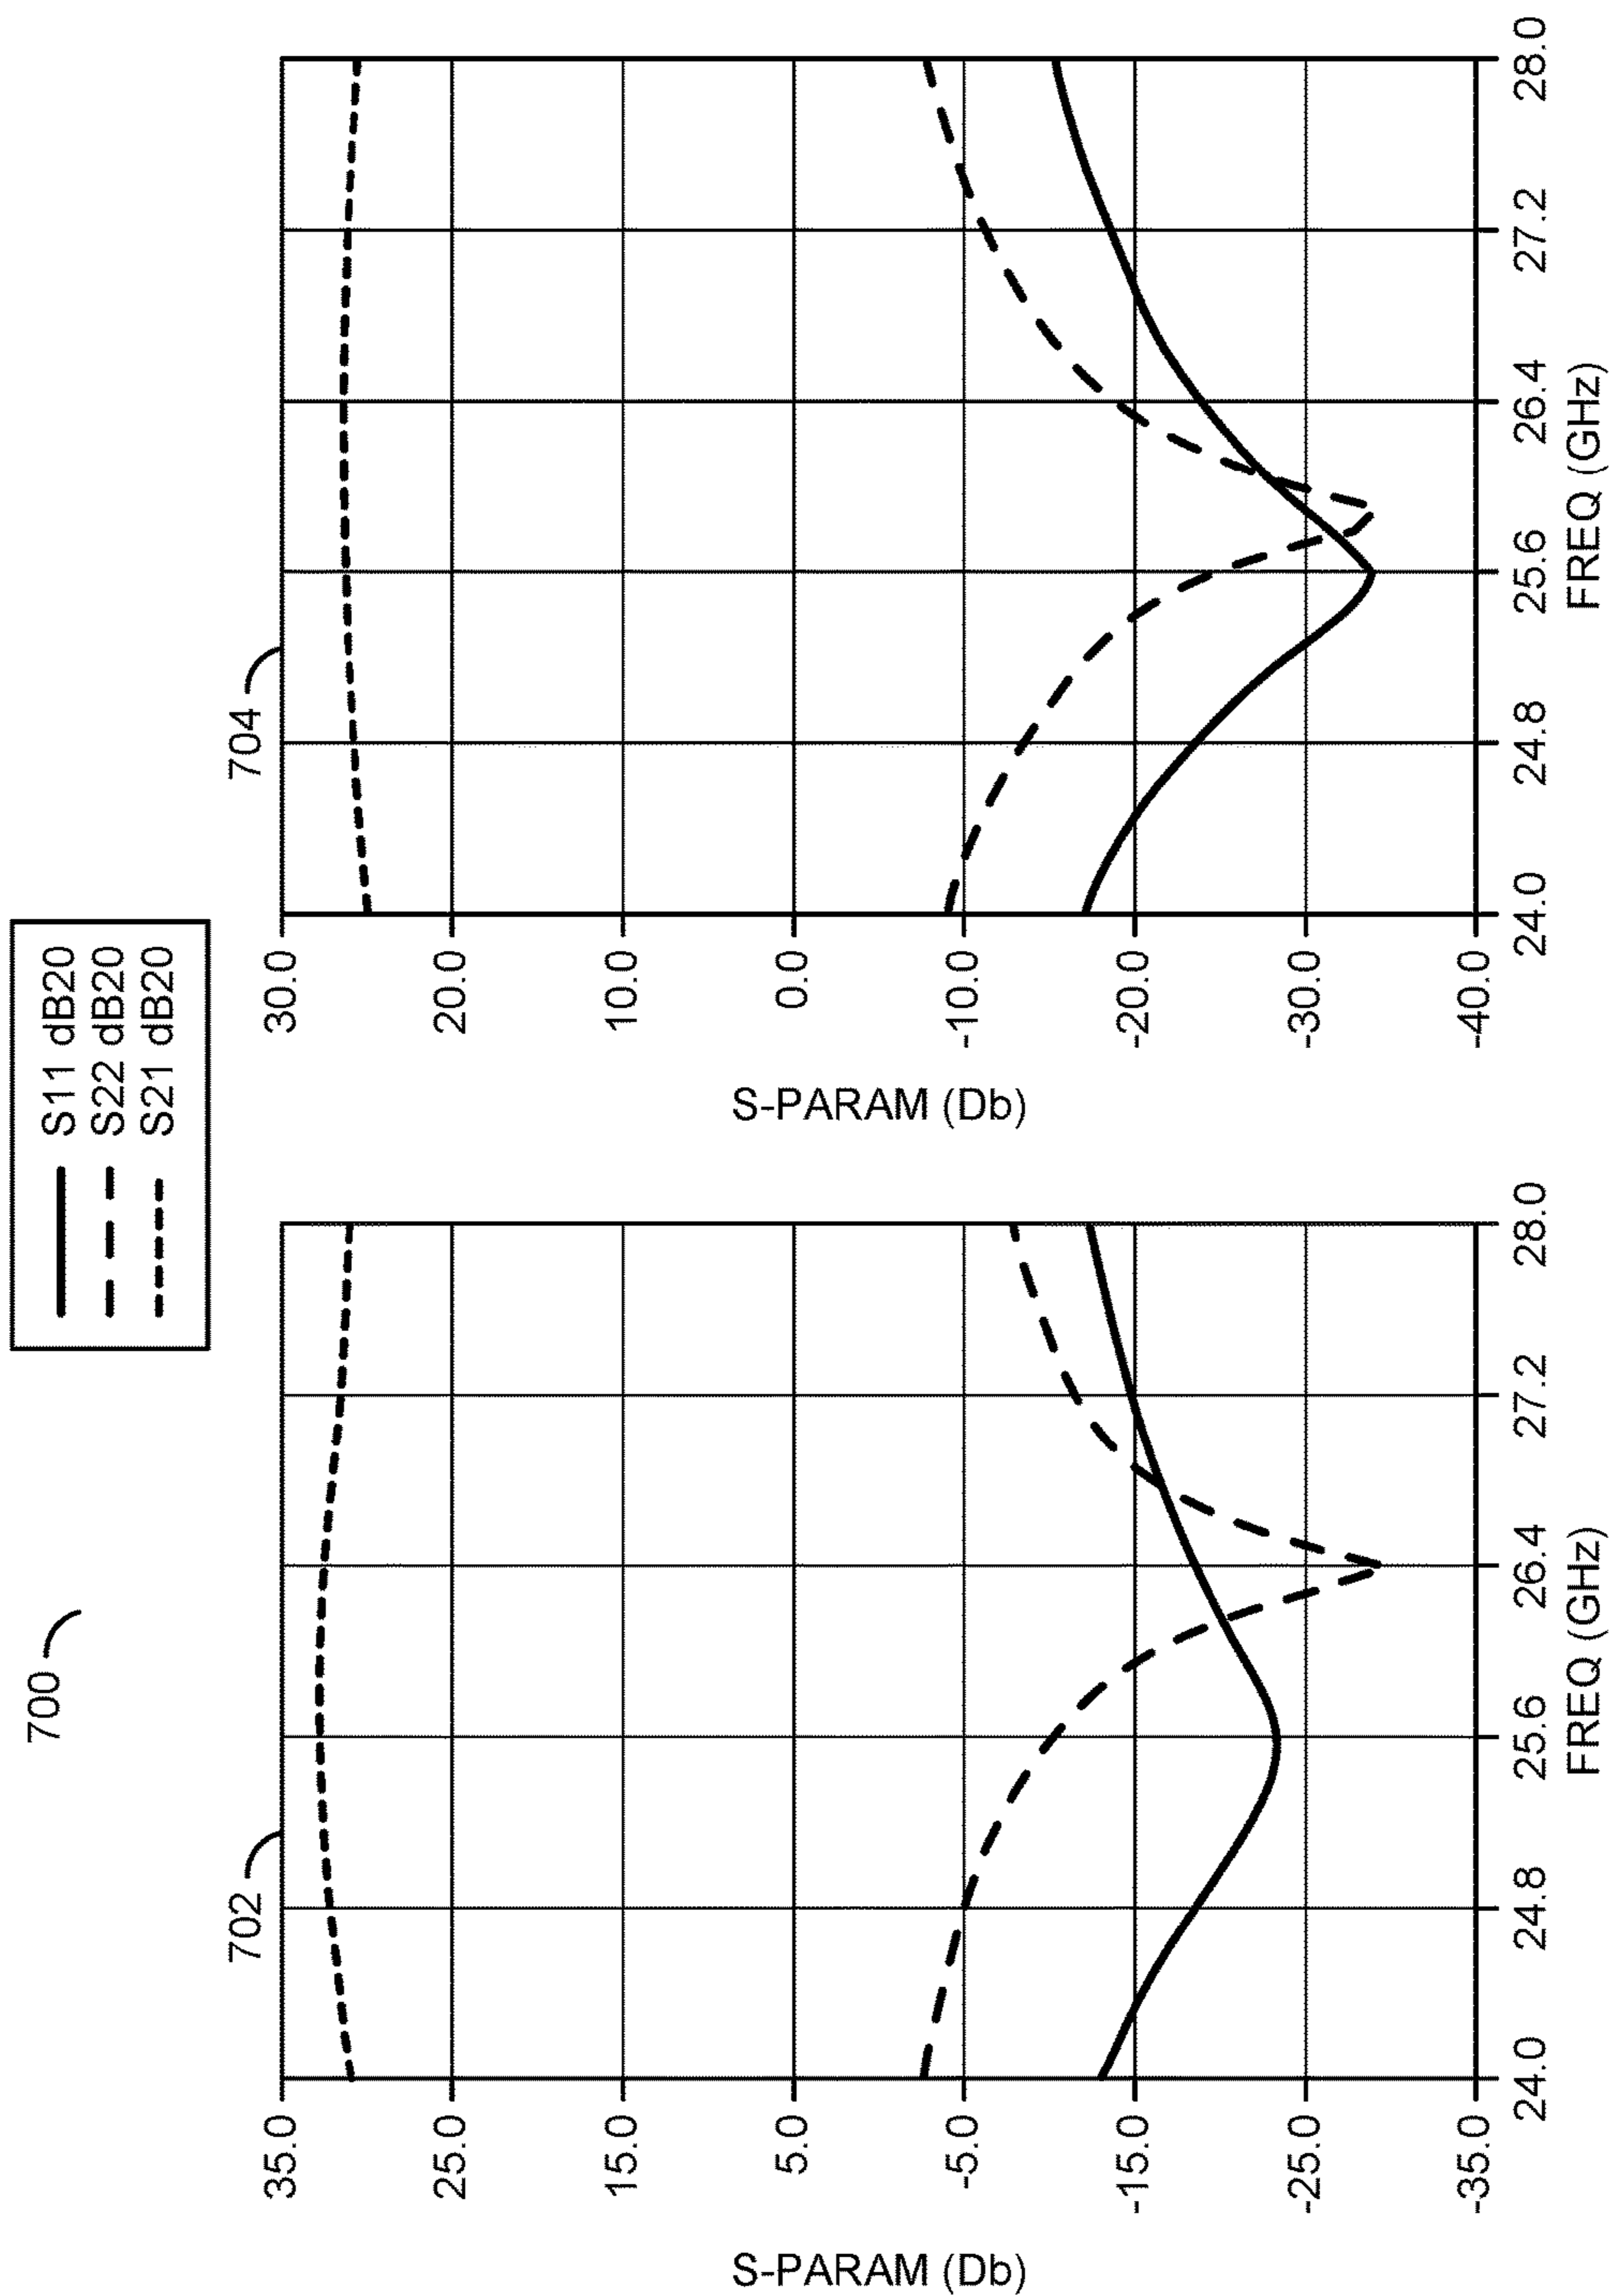 700
S11 dB20
S22 dB20
S21 dB20
702
35.0
25.0
15.0
5.0
-5.0
-15.0
-25.0
-35.0
S-PARAM (Db)
24.0 24.8 25.6 26.4 27.2 28.0
FREQ (GHz)
704
30.0
20.0
10.0
0.0
-10.0
-20.0
-30.0
-40.0
S-PARAM (Db)
24.0 24.8 25.6 26.4 27.2 28.0
FREQ (GHz)